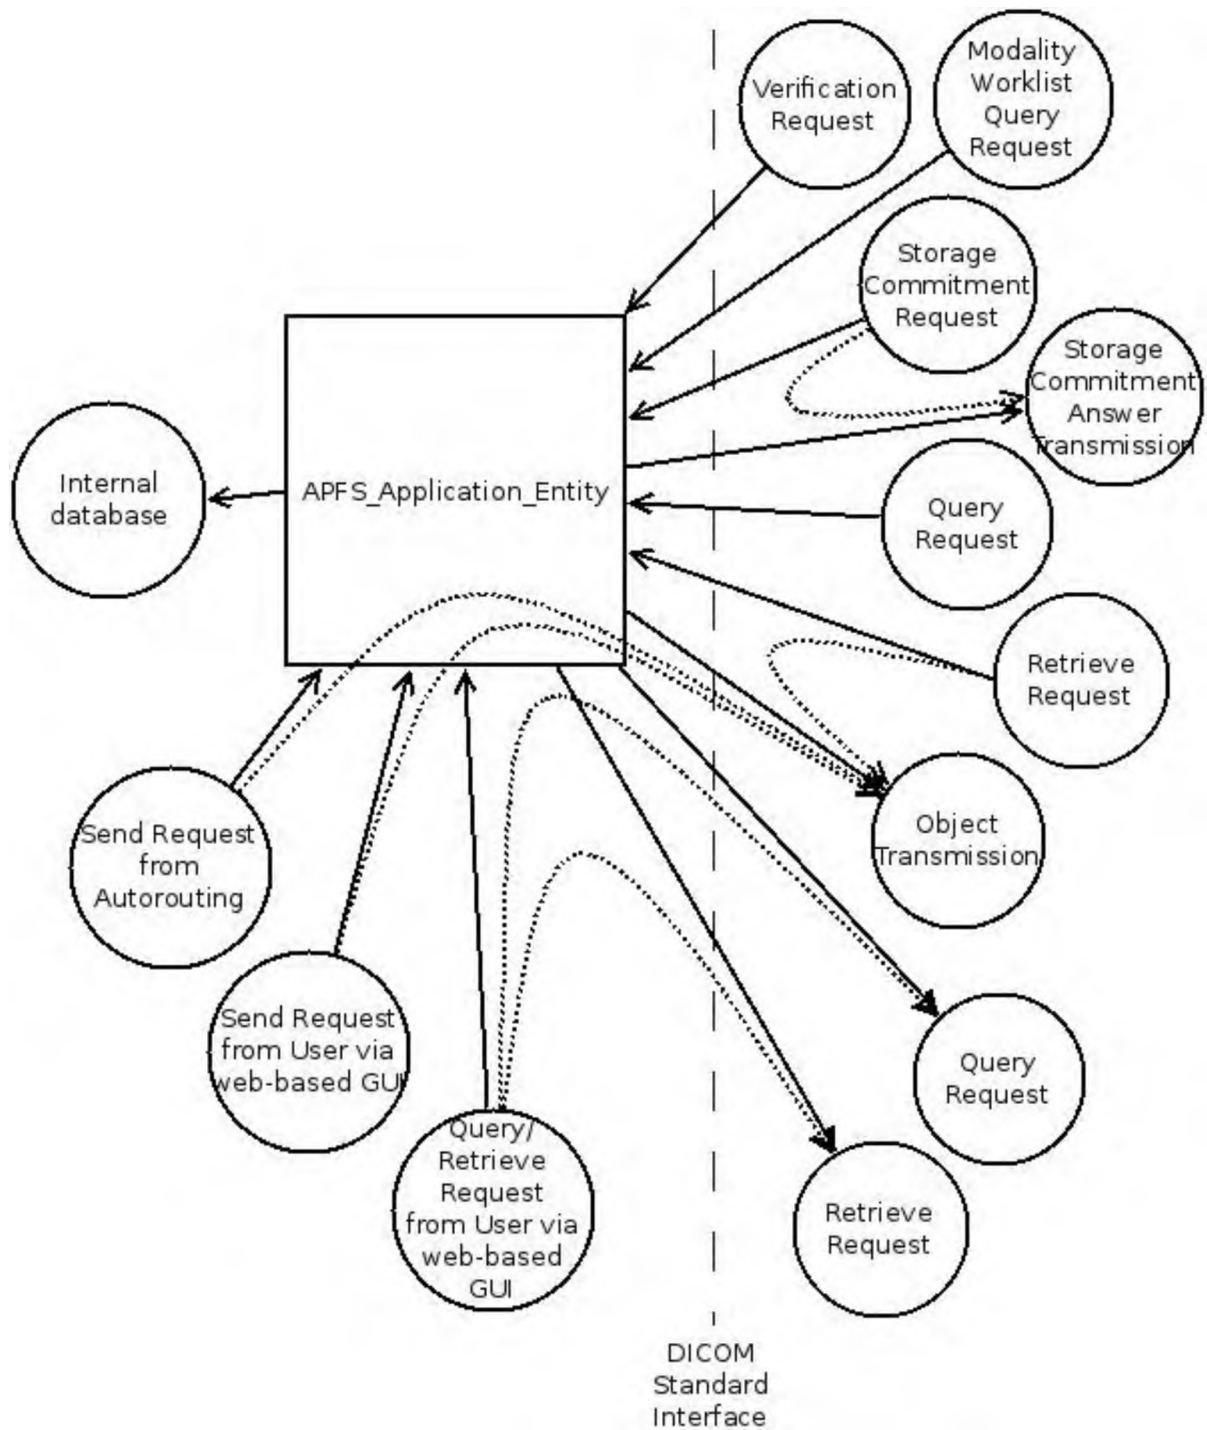 Verification
Request
Modality
Worklist
Query
Request
Storage
Commitment
Request
Storage
Commitment
Answer
Transmission
Internal
database
APFS_Application_Entity
Query
Request
Retrieve
Request
Send Request
from
Autorouting
Object
Transmission
Send Request
from User via
web-based GUI
Query
Request
Query/
Retrieve
Request
from User via
web-based
GUI
Retrieve
Request
DICOM
Standard
Interface